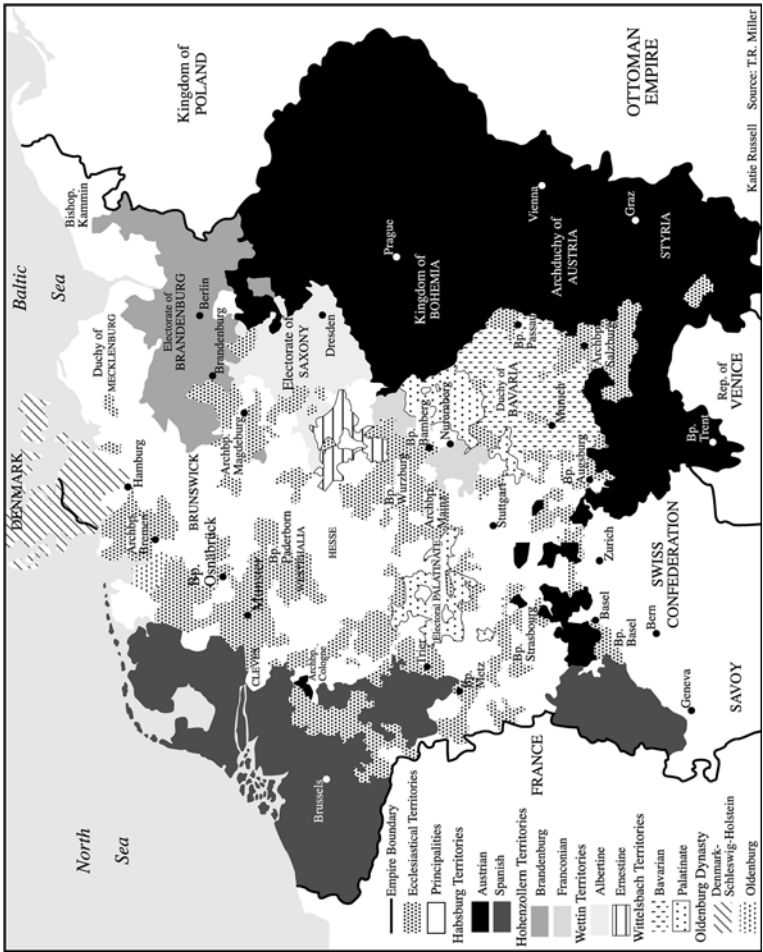 North
Sea
Baltic
Sea
DENMARK
Bishop.
Kammin
Kingdom of
POLAND
Duchy of
MECKLENBURG
Hamburg
Archbp.
Bremen
Electorate of
BRANDENBURG
Berlin
Brandenburg
BRUNSWICK
Bp.
Osnabrück
Archbp.
Magdeburg
Münster
Bp.
Paderborn
WESTPHALIA
CLEVES
Archbp.
Cologne
HESSE
Electorate of
SAXONY
Dresden
Brussels
Prague
Kingdom of
BOHEMIA
Trier
Electoral PALATINATE
Archbp.
Mainz
Bp.
Wurzburg
Bp.
Bamberg
Nuremberg
Bp.
Metz
Stuttgart
Duchy of
BAVARIA
Bp.
Passau
Bp.
Strasbourg
Munich
Bp.
Augsburg
Archbp.
Salzburg
Archduchy of
AUSTRIA
Vienna
Graz
STYRIA
FRANCE
Basel
Bp.
Basel
Zurich
Bern
SWISS
CONFEDERATION
Geneva
SAVOY
Bp.
Trent
Rep. of
VENICE
OTTOMAN
EMPIRE
Empire Boundary
Ecclesiastical Territories
Principalities
Habsburg Territories
Austrian
Spanish
Hohenzollern Territories
Brandenburg
Franconian
Wettin Territories
Albertine
Ernestine
Wittelsbach Territories
Bavarian
Palatinate
Oldenburg Dynasty
Denmark-
Schleswig-Holstein
Oldenburg
Katie Russell Source: T.R. Miller